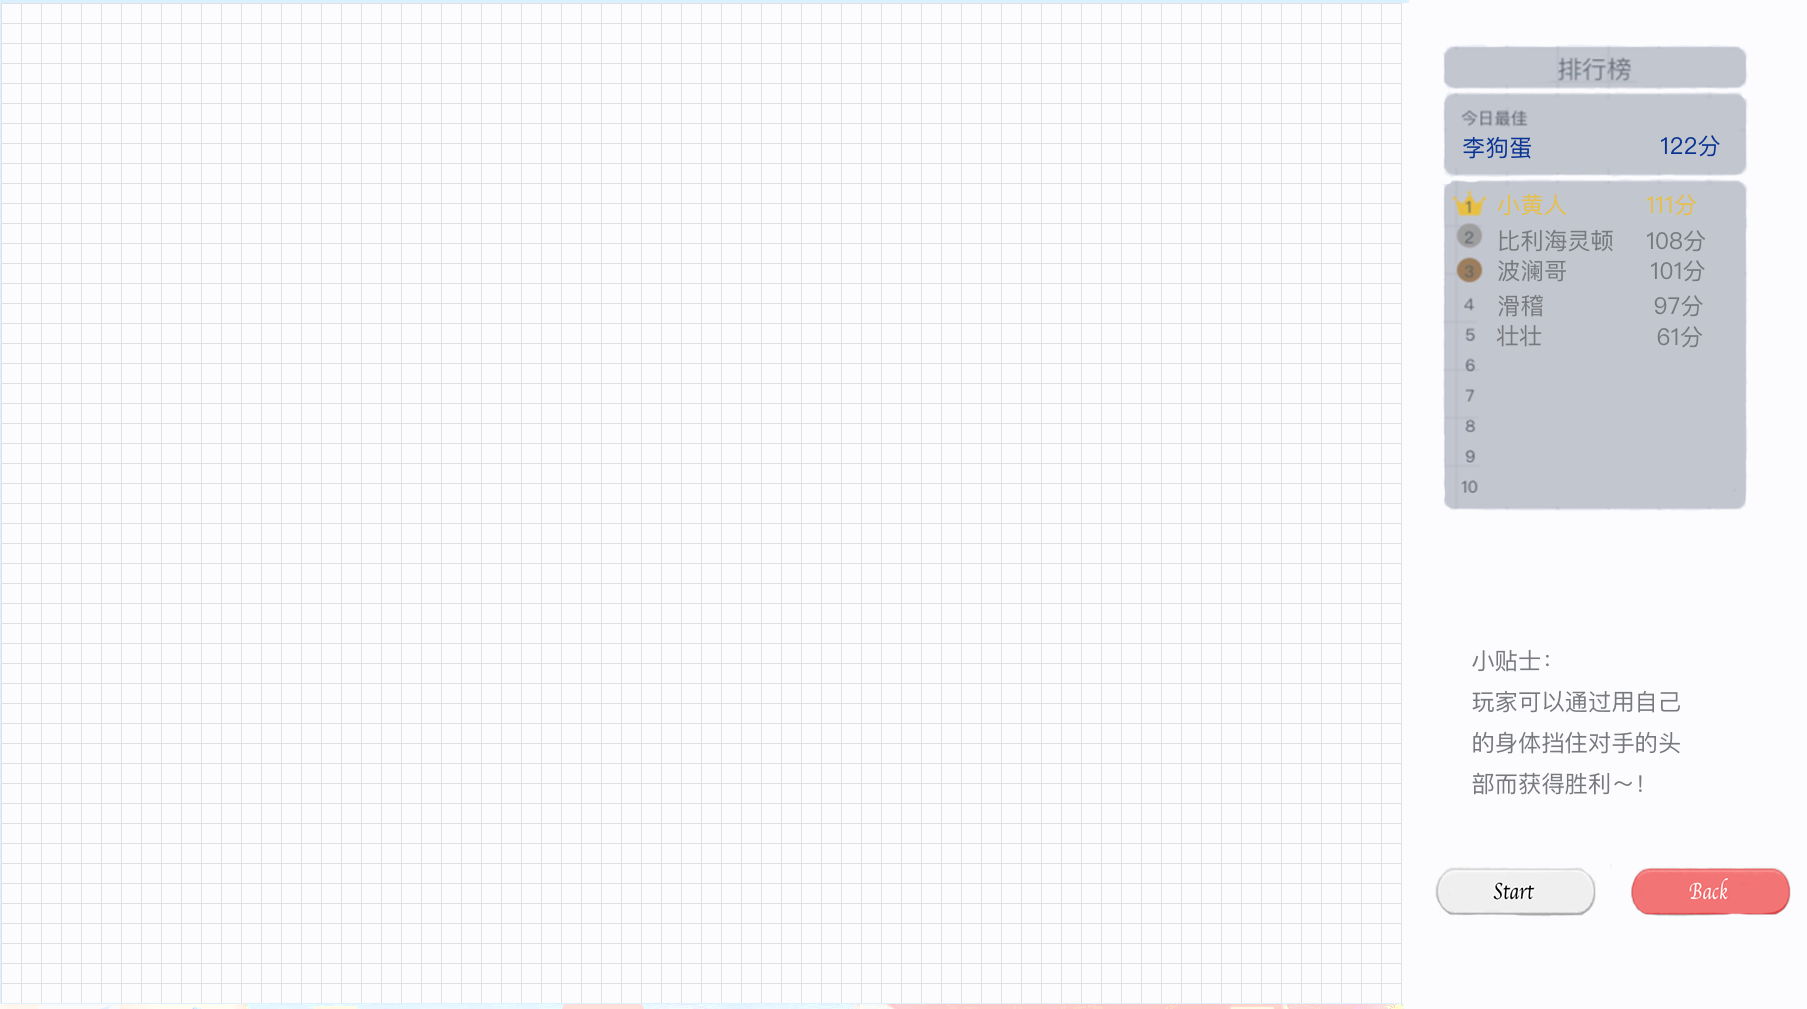 排行榜
今日最佳
李狗蛋 122分
1 小黄人 111分
2 比利海灵顿 108分
3 波澜哥 101分
4 滑稽 97分
5 壮壮 61分
6
7
8
9
10
小贴士：
玩家可以通过用自己
的身体挡住对手的头
部而获得胜利～！
Start Back